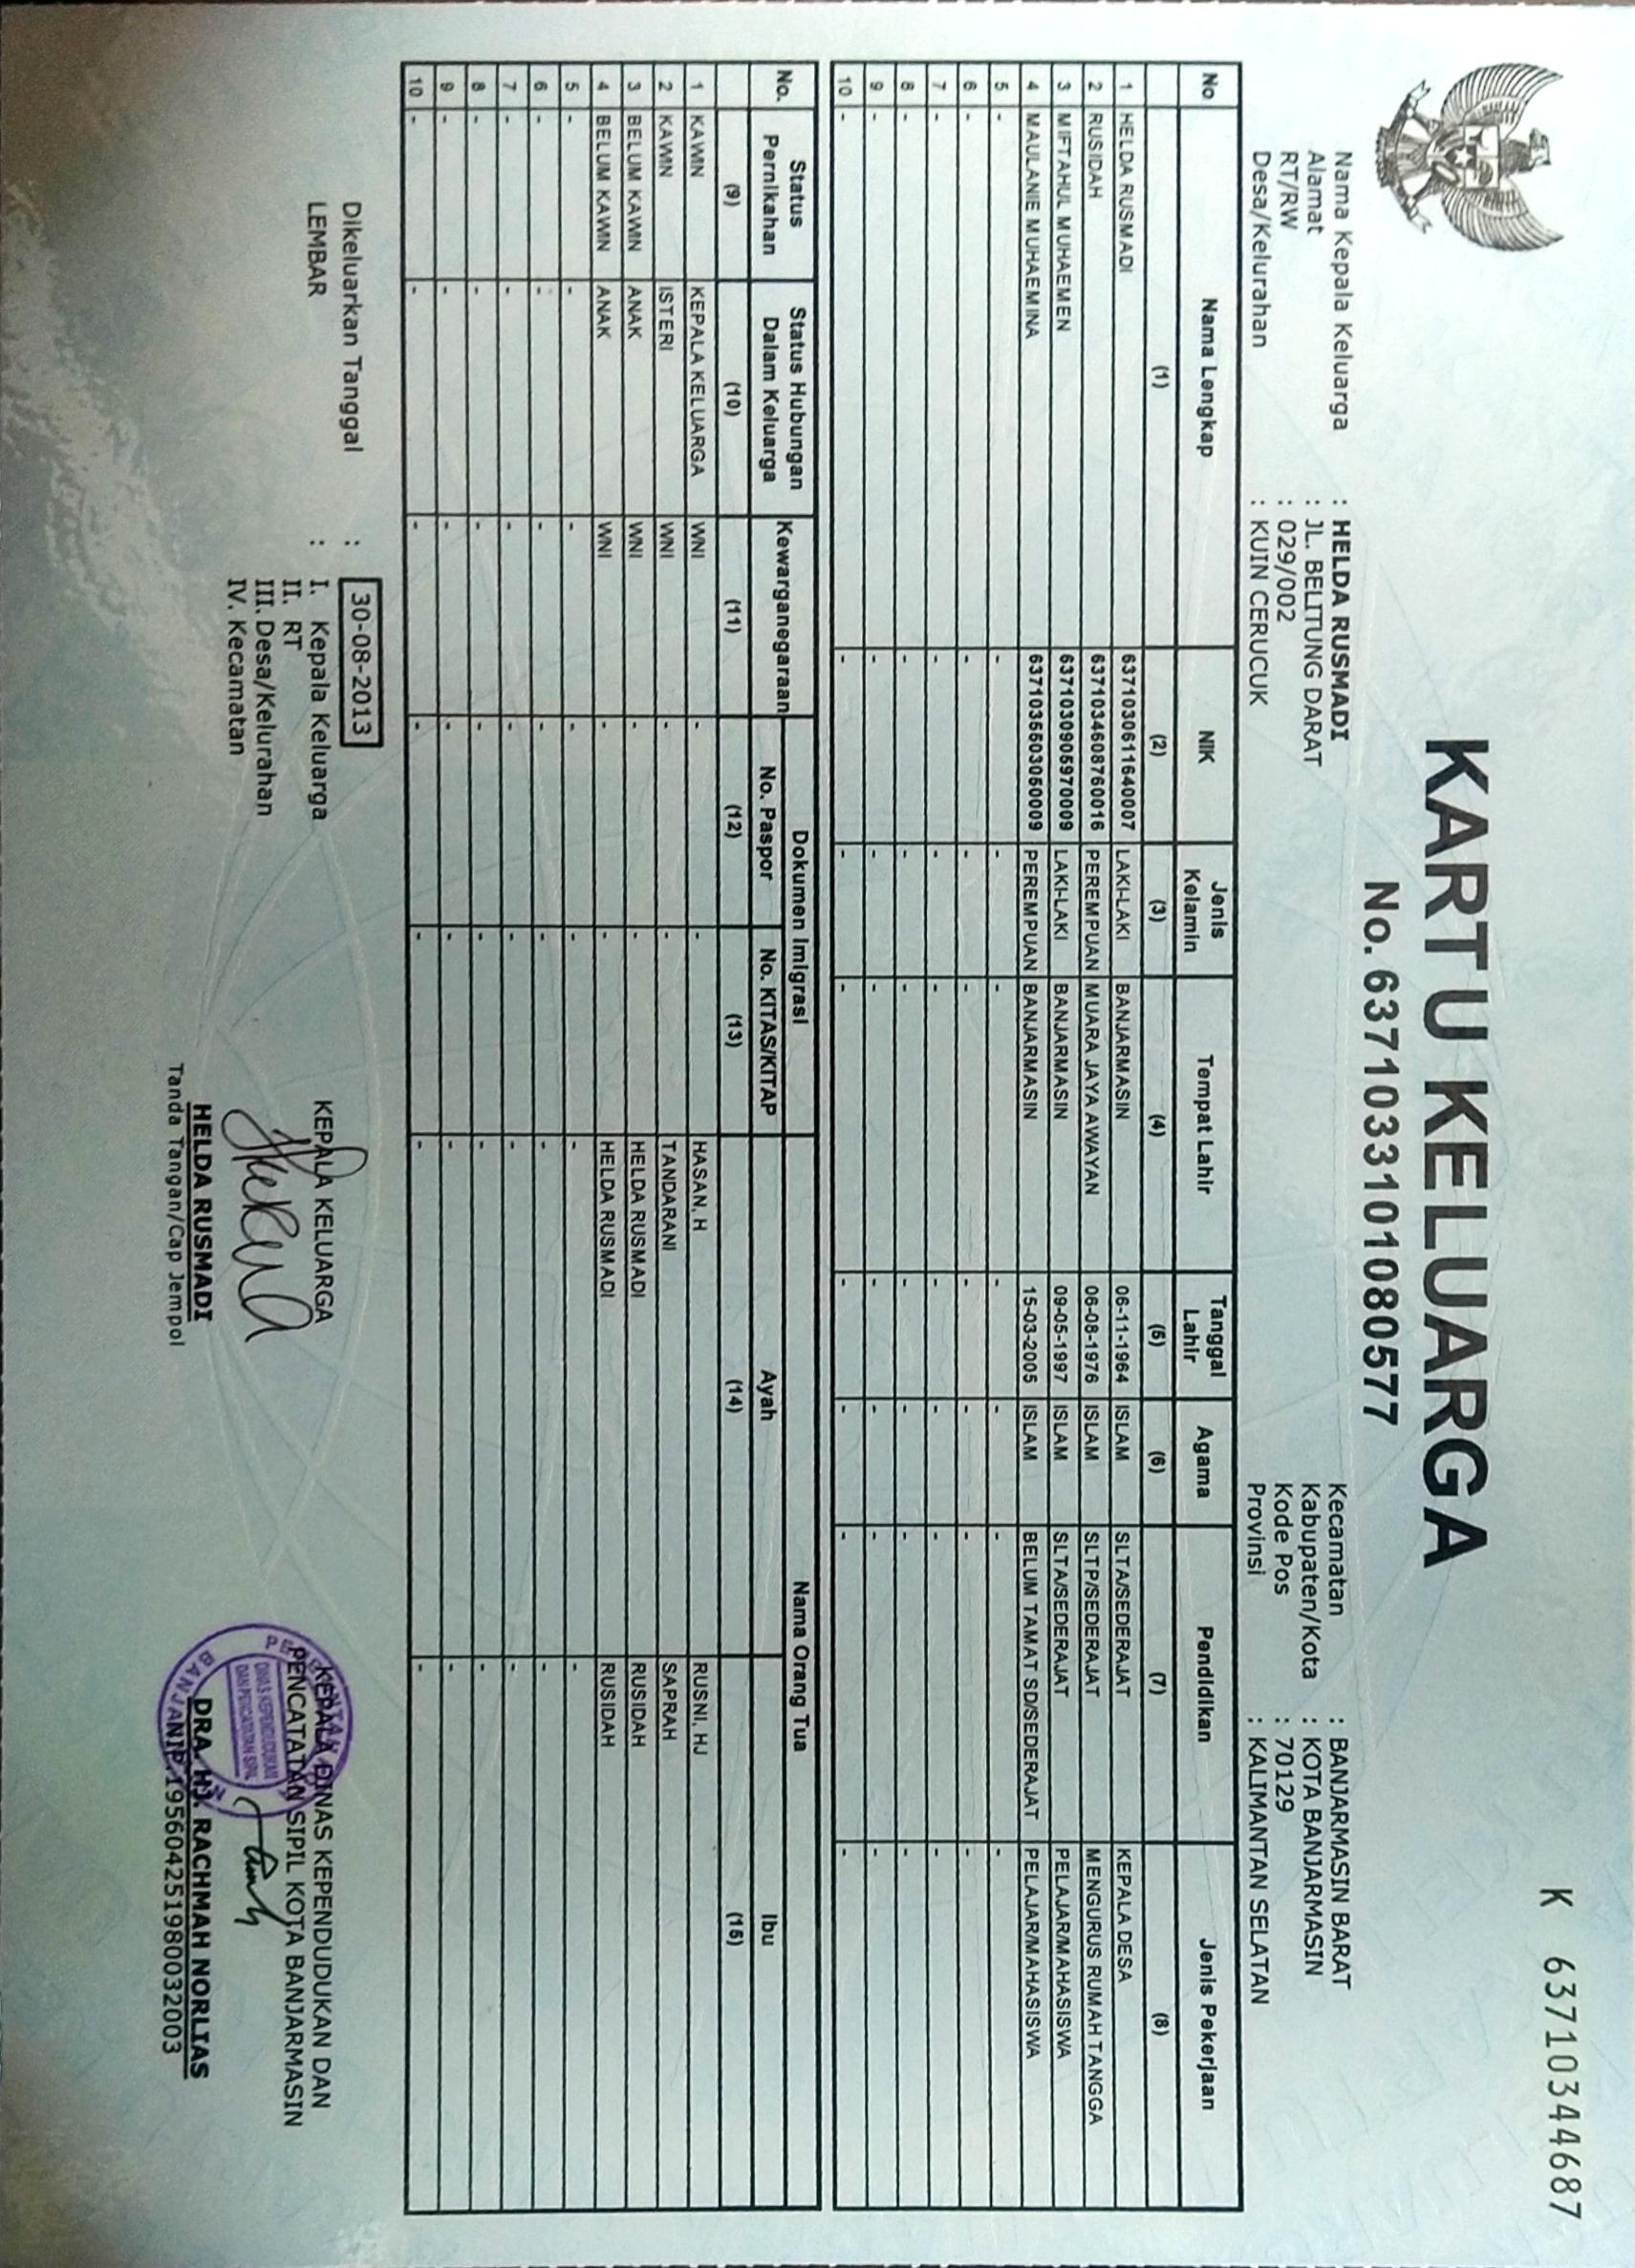 K 63710344687
KARTU KELUARGA
No. 6371033101080577
Nama Kepala Keluarga : HELDA RUSMADI
Alamat : JL. BELITUNG DARAT
RT/RW : 029/002
Desa/Kelurahan : KUIN CERUCUK
Kecamatan : BANJARMASIN BARAT
Kabupaten/Kota : KOTA BANJARMASIN
Kode Pos : 70129
Provinsi : KALIMANTAN SELATAN
No Nama Lengkap NIK Jenis Kelamin Tempat Lahir Tanggal Lahir Agama Pendidikan Jenis Pekerjaan
(1) (2) (3) (4) (5) (6) (7) (8)
1 HELDA RUSMADI 6371030611640007 LAKI-LAKI BANJARMASIN 06-11-1964 ISLAM SLTA/SEDERAJAT KEPALA DESA
2 RUSIDAH 6371034608760016 PEREMPUAN MUARA JAYA AWAYAN 06-08-1976 ISLAM SLTP/SEDERAJAT MENGURUS RUMAH TANGGA
3 MIFTAHUL MUHAEMEN 6371030905970009 LAKI-LAKI BANJARMASIN 09-05-1997 ISLAM SLTA/SEDERAJAT PELAJAR/MAHASISWA
4 MAULANIE MUHAEMINA 6371035503050009 PEREMPUAN BANJARMASIN 15-03-2005 ISLAM BELUM TAMAT SD/SEDERAJAT PELAJAR/MAHASISWA
5 - - - - - - - -
6 - - - - - - - -
7 - - - - - - - -
8 - - - - - - - -
9 - - - - - - - -
10 - - - - - - - -
No. Status Pernikahan Status Hubungan Dalam Keluarga Kewarganegaraan Dokumen Imigrasi Nama Orang Tua
No. Paspor No. KITAS/KITAP Ayah Ibu
(9) (10) (11) (12) (13) (14) (15)
1 KAWIN KEPALA KELUARGA WNI - - HASAN, H RUSNI, HJ
2 KAWIN ISTERI WNI - - TANDARANI SAPRAH
3 BELUM KAWIN ANAK WNI - - HELDA RUSMADI RUSIDAH
4 BELUM KAWIN ANAK WNI - - HELDA RUSMADI RUSIDAH
5 - - - - - - -
6 - - - - - - -
7 - - - - - - -
8 - - - - - - -
9 - - - - - - -
10 - - - - - - -
Dikeluarkan Tanggal : 30-08-2013
LEMBAR : I. Kepala Keluarga
II. RT
III. Desa/Kelurahan
IV. Kecamatan
KEPALA KELUARGA
HELDA RUSMADI
Tanda Tangan/Cap Jempol
KEPALA DINAS KEPENDUDUKAN DAN
PENCATATAN SIPIL KOTA BANJARMASIN
DINAS KEPENDUDUKAN
DAN PENCATATAN SIPIL
DRA. HJ. RACHMAH NORLIAS
NIP.195604251980032003